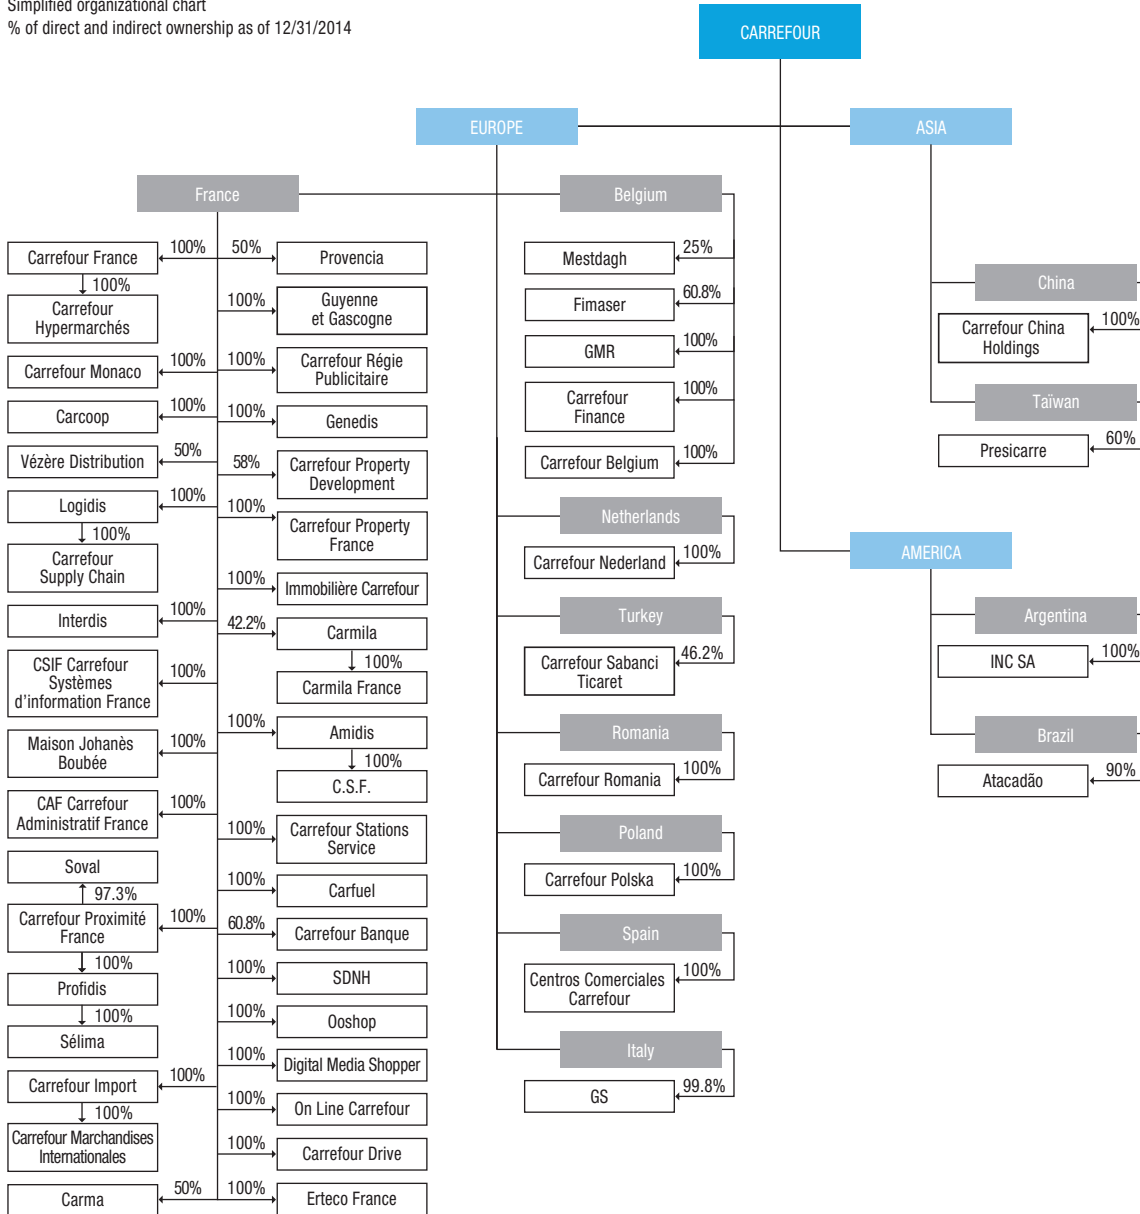 Simplified organizational chart
% of direct and indirect ownership as of 12/31/2014
CARREFOUR
EUROPE
ASIA
France
Belgium
Carrefour France
100%
50%
Provencia
100%
Carrefour
Hypermarchés
100%
Guyenne
et Gascogne
Carrefour Monaco
100%
100%
Carrefour Régie
Publicitaire
Carcoop
100%
100%
Genedis
Vézère Distribution
50%
58%
Carrefour Property
Development
Logidis
100%
100%
Carrefour Property
France
100%
Carrefour
Supply Chain
100%
Immobilière Carrefour
Interdis
100%
42.2%
Carmila
100%
Carmila France
CSIF Carrefour
Systèmes
d'information France
100%
100%
Amidis
100%
C.S.F.
Maison Johanès
Boubée
100%
CAF Carrefour
Administratif France
100%
100%
Carrefour Stations
Service
Soval
97.3%
100%
Carfuel
Carrefour Proximité
France
100%
60.8%
Carrefour Banque
100%
Profidis
100%
SDNH
100%
Sélima
100%
Ooshop
100%
Digital Media Shopper
Carrefour Import
100%
100%
Carrefour Marchandises
Internationales
100%
On Line Carrefour
100%
Carrefour Drive
Carma
50%
100%
Erteco France
Mestdagh
25%
Fimaser
60.8%
GMR
100%
Carrefour
Finance
100%
Carrefour Belgium
100%
Netherlands
Carrefour Nederland
100%
Turkey
Carrefour Sabanci
Ticaret
46.2%
Romania
Carrefour Romania
100%
Poland
Carrefour Polska
100%
Spain
Centros Comerciales
Carrefour
100%
Italy
GS
99.8%
China
Carrefour China
Holdings
100%
Taïwan
Presicarre
60%
AMERICA
Argentina
INC SA
100%
Brazil
Atacadão
90%